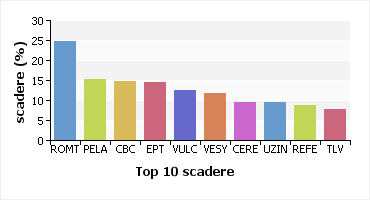 30
25
20
15
10
5
0
scadere (%)
ROMT PELA CBC EPT VULC VESY CERE UZIN REFE TLV
Top 10 scadere